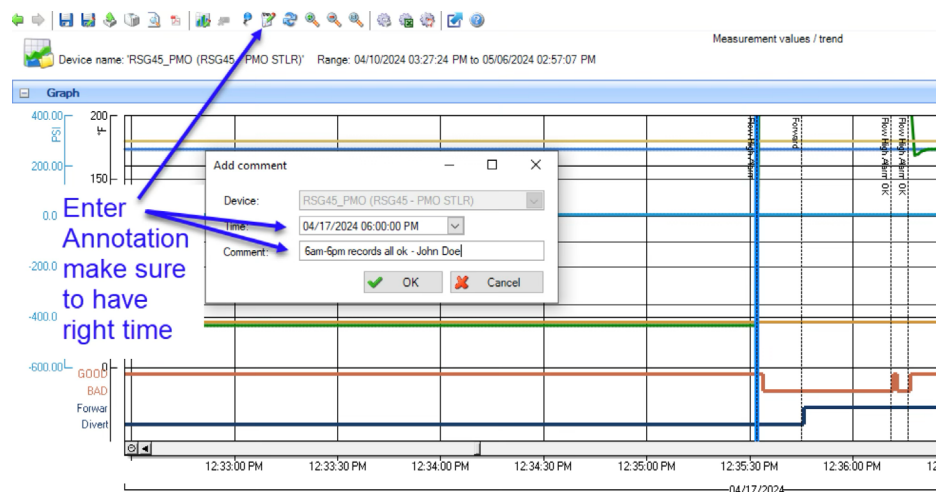 Measurement values / trend
Device name: 'RSG45_PMO (RSG45 - PMO STLR)' Range: 04/10/2024 03:27:24 PM to 05/06/2024 02:57:07 PM
Graph
400.00
200
PSI
°F
200.00
150
0.0
-200.0
-400.0
-600.00
0
GOOD
BAD
Forwar
Divert
Enter
Annotation
make sure
to have
right time
Add comment
Device: RSG45_PMO (RSG45 - PMO STLR)
Time: 04/17/2024 06:00:00 PM
Comment: 6am-6pm records all ok - John Doe
OK Cancel
Flow High Alarm
Forward
Flow High Alarm OK
Flow High Alarm OK
12:33:00 PM 12:33:30 PM 12:34:00 PM 12:34:30 PM 12:35:00 PM 12:35:30 PM 12:36:00 PM 12
04/17/2024